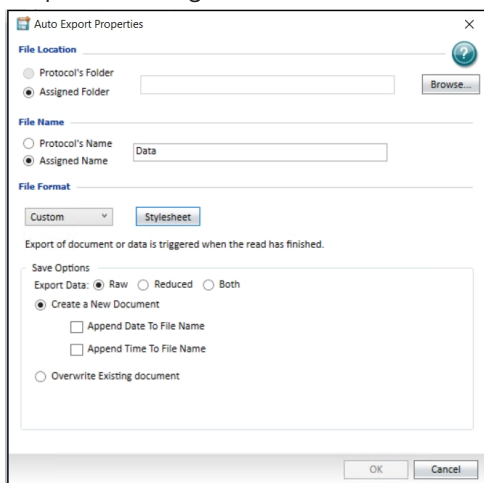 Auto Export Properties
File Location
Protocol's Folder
Assigned Folder
Browse...
File Name
Protocol's Name
Assigned Name
Data
File Format
Custom
Stylesheet
Export of document or data is triggered when the read has finished.
Save Options
Export Data: Raw Reduced Both
Create a New Document
Append Date To File Name
Append Time To File Name
Overwrite Existing document
OK Cancel